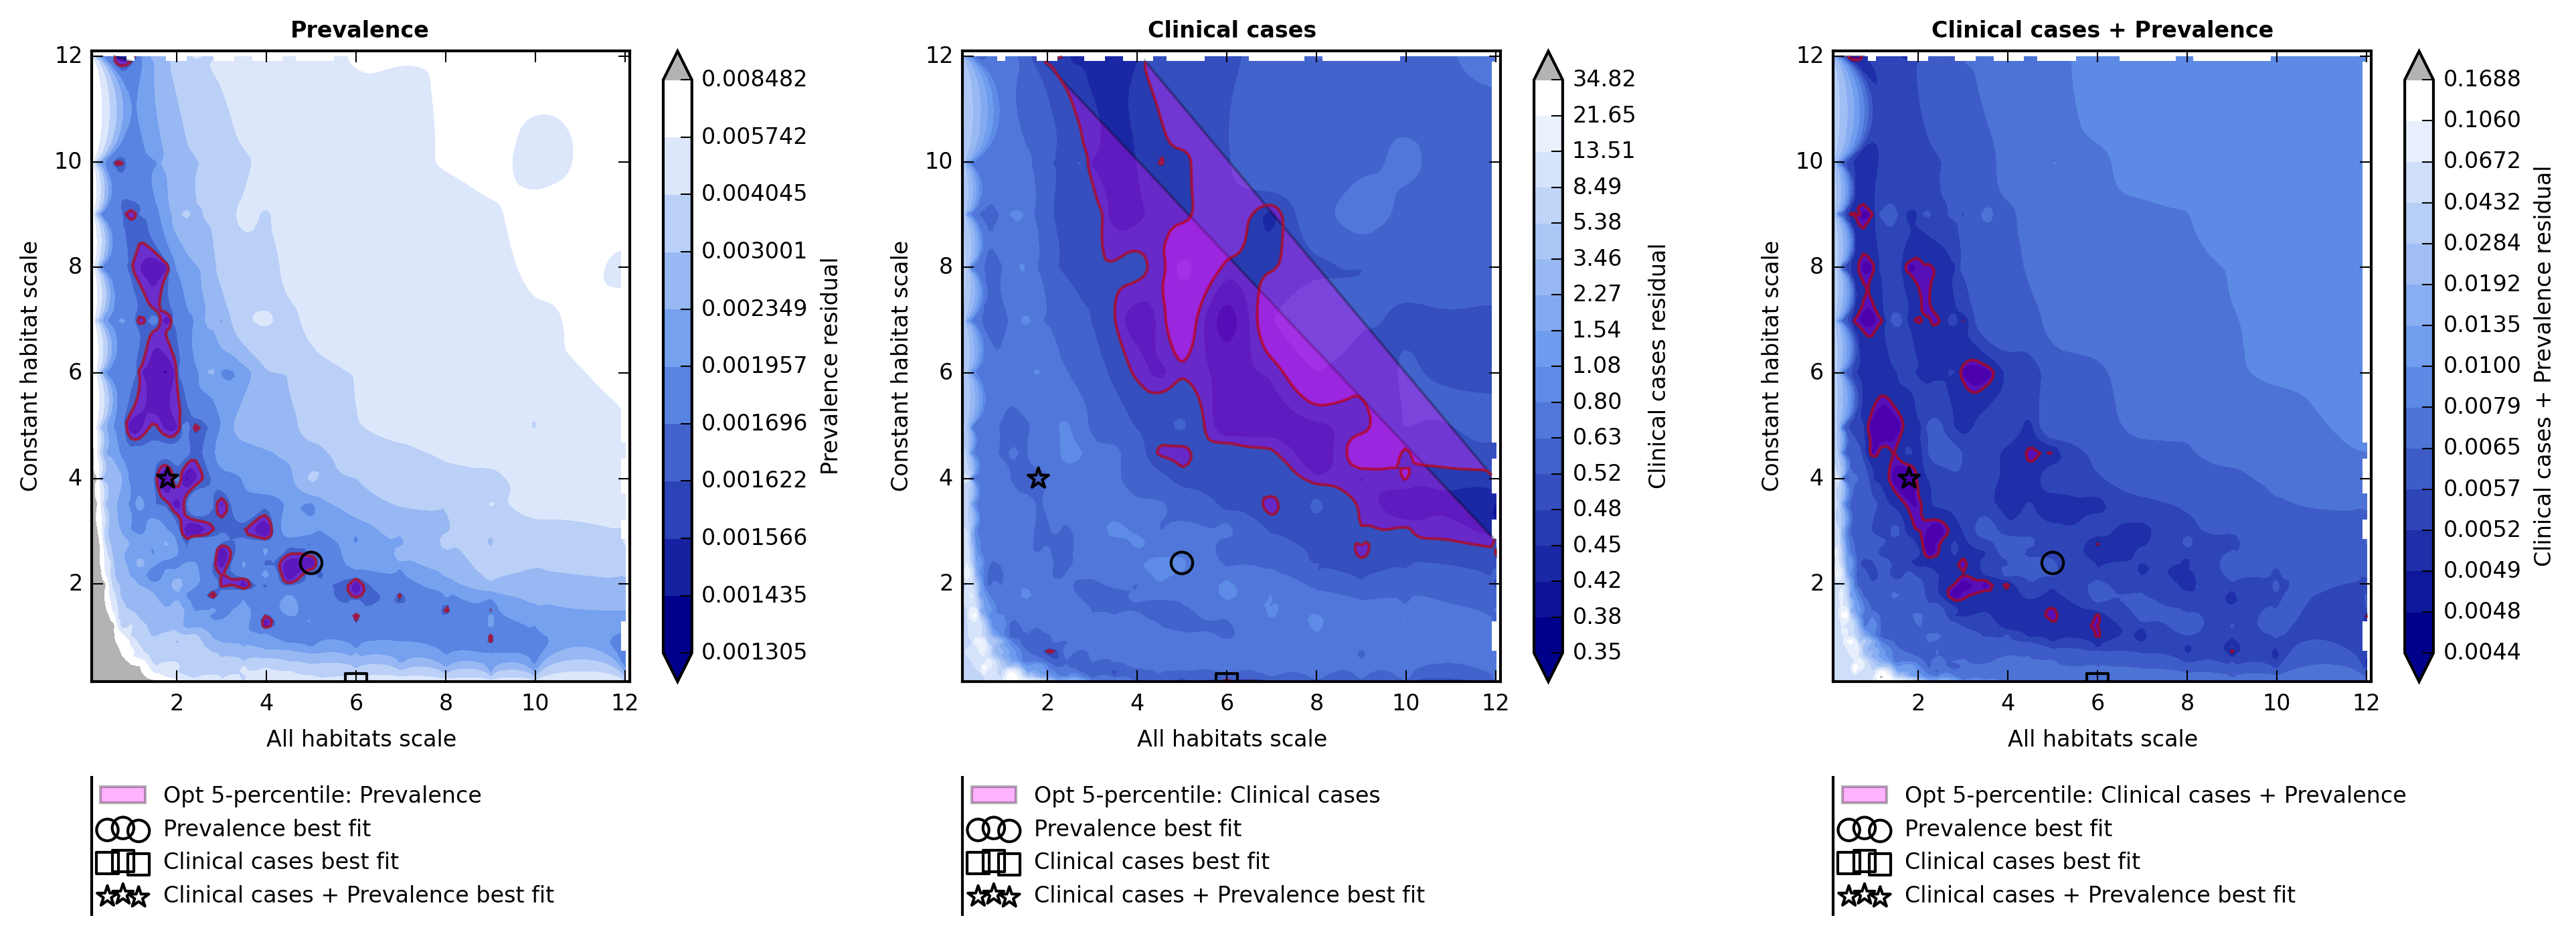 Prevalence
Constant habitat scale
12
10
8
6
4
2
2 4 6 8 10 12
All habitats scale
0.008482
0.005742
0.004045
0.003001
0.002349
0.001957
0.001696
0.001622
0.001566
0.001435
0.001305
Prevalence residual
Opt 5-percentile: Prevalence
Prevalence best fit
Clinical cases best fit
Clinical cases + Prevalence best fit
Clinical cases
Constant habitat scale
12
10
8
6
4
2
2 4 6 8 10 12
All habitats scale
34.82
21.65
13.51
8.49
5.38
3.46
2.27
1.54
1.08
0.80
0.63
0.52
0.48
0.45
0.42
0.38
0.35
Clinical cases residual
Opt 5-percentile: Clinical cases
Prevalence best fit
Clinical cases best fit
Clinical cases + Prevalence best fit
Clinical cases + Prevalence
Constant habitat scale
12
10
8
6
4
2
2 4 6 8 10 12
All habitats scale
0.1688
0.1060
0.0672
0.0432
0.0284
0.0192
0.0135
0.0100
0.0079
0.0065
0.0057
0.0052
0.0049
0.0048
0.0044
Clinical cases + Prevalence residual
Opt 5-percentile: Clinical cases + Prevalence
Prevalence best fit
Clinical cases best fit
Clinical cases + Prevalence best fit